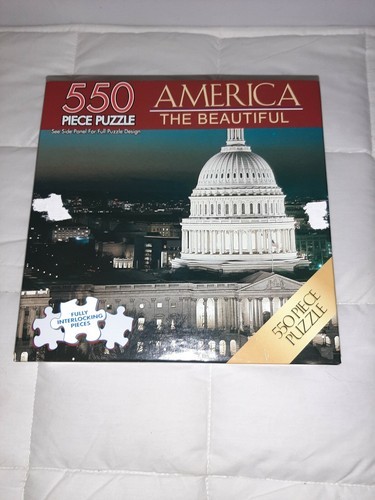 550
PIECE PUZZLE
See Side Panel For Full Puzzle Design
AMERICA
THE BEAUTIFUL
FULLY
INTERLOCKING
PIECES
550 PIECE
PUZZLE